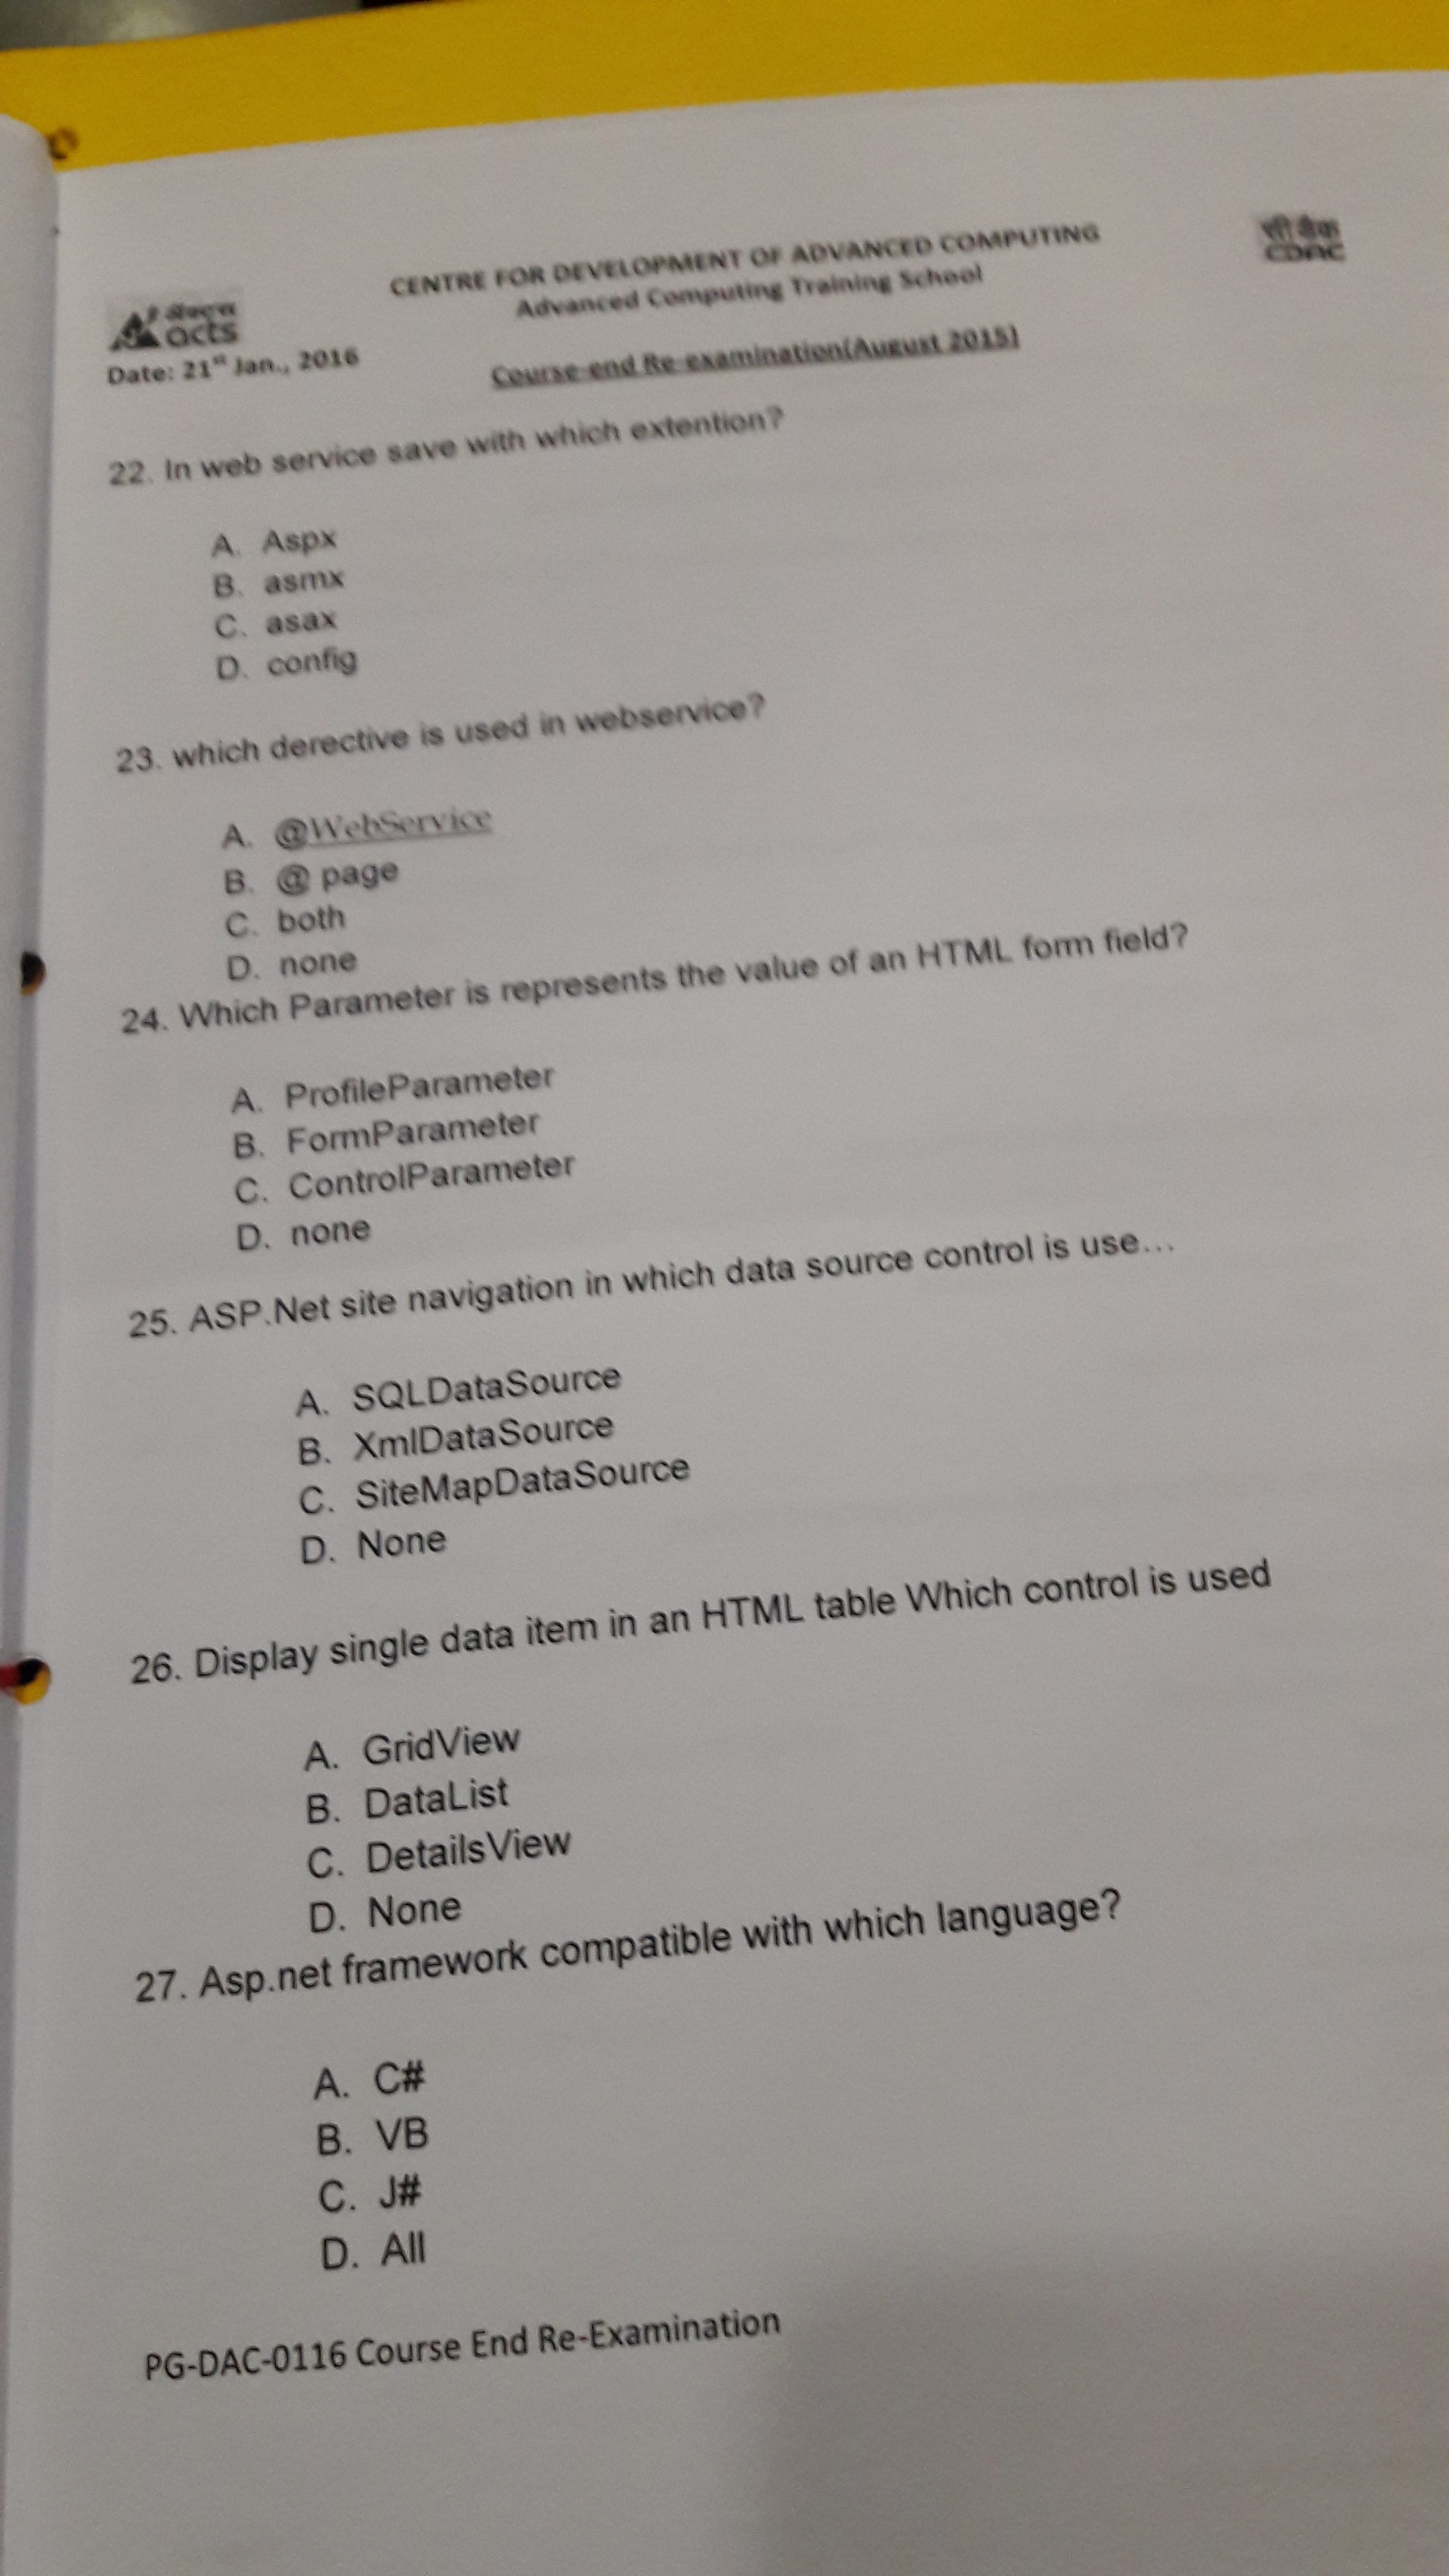 CENTRE FOR DEVELOPMENT OF ADVANCED COMPUTING
Advanced Computing Training School
सी डैक
CDAC
acts
Date: 21st Jan., 2016
Course-end Re-examination(August 2015)
22. In web service save with which extention?
A. Aspx
B. asmx
C. asax
D. config
23. which derective is used in webservice?
A. @WebService
B. @ page
C. both
D. none
24. Which Parameter is represents the value of an HTML form field?
A. ProfileParameter
B. FormParameter
C. ControlParameter
D. none
25. ASP.Net site navigation in which data source control is use...
A. SQLDataSource
B. XmlDataSource
C. SiteMapDataSource
D. None
26. Display single data item in an HTML table Which control is used
A. GridView
B. DataList
C. DetailsView
D. None
27. Asp.net framework compatible with which language?
A. C#
B. VB
C. J#
D. All
PG-DAC-0116 Course End Re-Examination